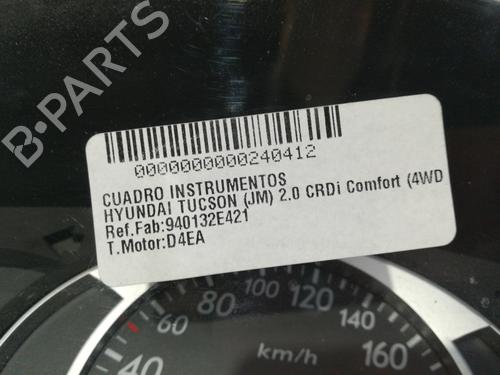 B-PARTS
0000000000240412
CUADRO INSTRUMENTOS
HYUNDAI TUCSON (JM) 2.0 CRDi Comfort (4WD
Ref.Fab:940132E421
T.Motor:D4EA
40 60 80 100 120 140 160
km/h